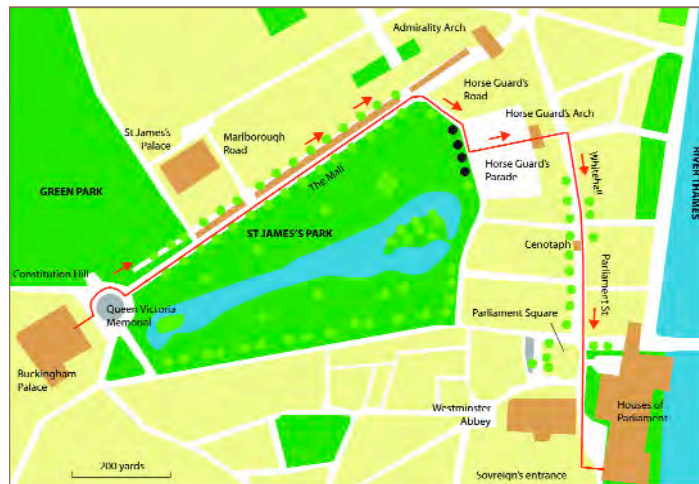 Admirality Arch
Horse Guard's
Road
Horse Guard's Arch
St James's
Palace
Marlborough
Road
The Mall
Horse Guard's
Parade
Whitehall
RIVER THAMES
GREEN PARK
ST JAMES'S PARK
Cenotaph
Constitution Hill
Parliament St
Queen Victoria
Memorial
Parliament Square
Buckingham
Palace
Westminster
Abbey
Houses of
Parliament
200 yards
Sovreign's entrance